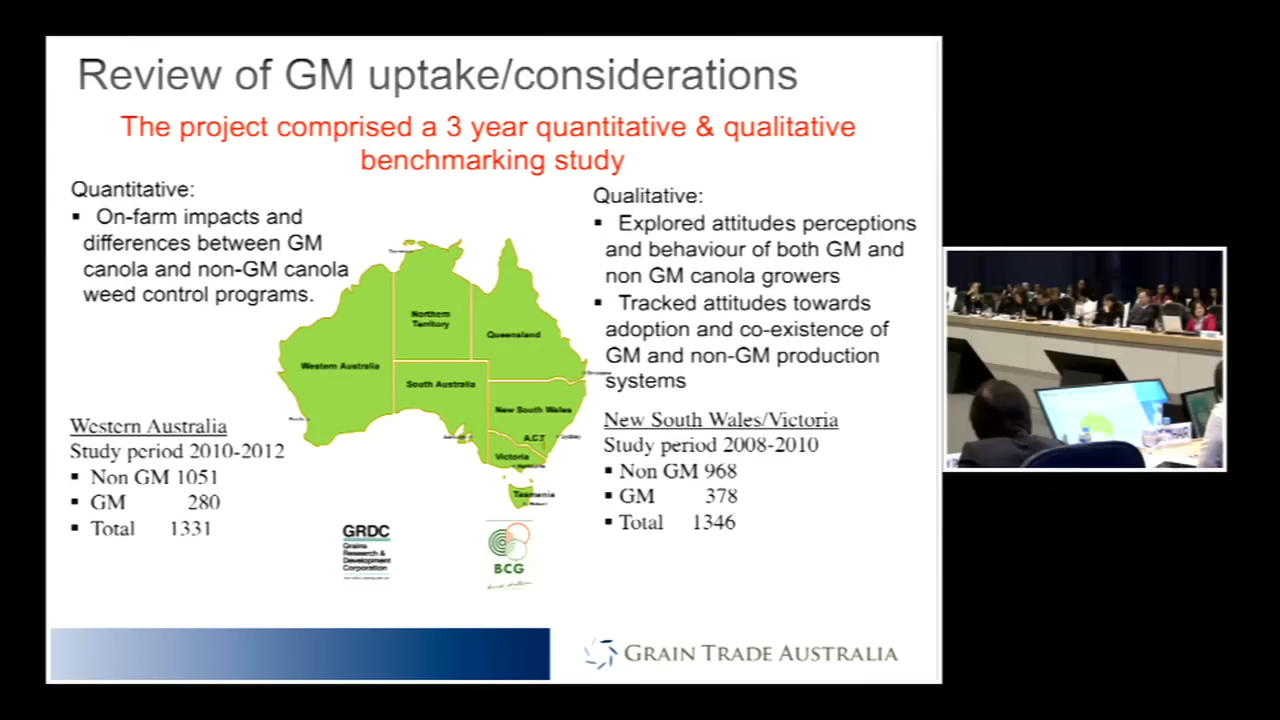 Review of GM uptake/considerations
The project comprised a 3 year quantitative & qualitative
benchmarking study
Quantitative:
▪ On-farm impacts and
differences between GM
canola and non-GM canola
weed control programs.
Qualitative:
▪ Explored attitudes perceptions
and behaviour of both GM and
non GM canola growers
▪ Tracked attitudes towards
adoption and co-existence of
GM and non-GM production
systems
Northern
Territory
Queensland
Western Australia
South Australia
New South Wales
A.C.T
Victoria
Tasmania
Western Australia
Study period 2010-2012
▪ Non GM 1051
▪ GM 280
▪ Total 1331
New South Wales/Victoria
Study period 2008-2010
▪ Non GM 968
▪ GM 378
▪ Total 1346
GRDC
Grains
Research &
Development
Corporation
BCG
GRAIN TRADE AUSTRALIA